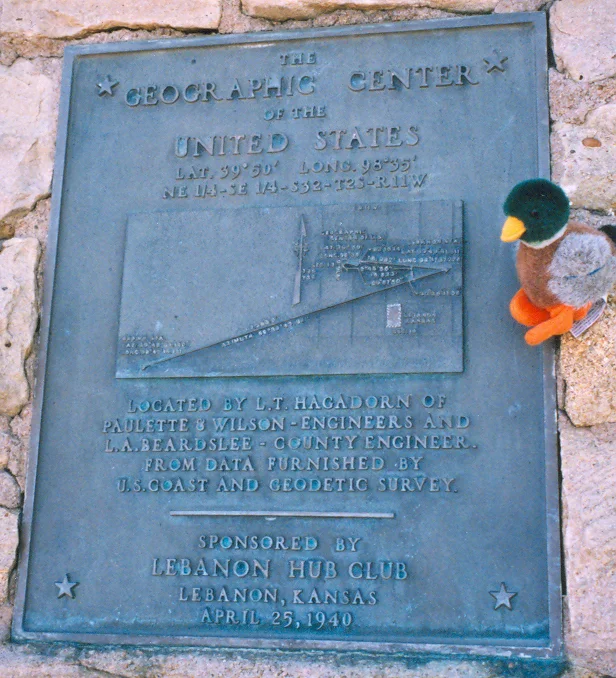 THE
GEOGRAPHIC CENTER
OF THE
UNITED STATES
LAT. 39°50' LONG. 98°35'
NE 1/4-SE 1/4-S32-T2S-R11W
LOCATED BY L.T. HAGADORN OF
PAULETTE & WILSON-ENGINEERS AND
L.A. BEARDSLEE-COUNTY ENGINEER.
FROM DATA FURNISHED BY
U.S. COAST AND GEODETIC SURVEY.
SPONSORED BY
LEBANON HUB CLUB
LEBANON, KANSAS
APRIL 25, 1940